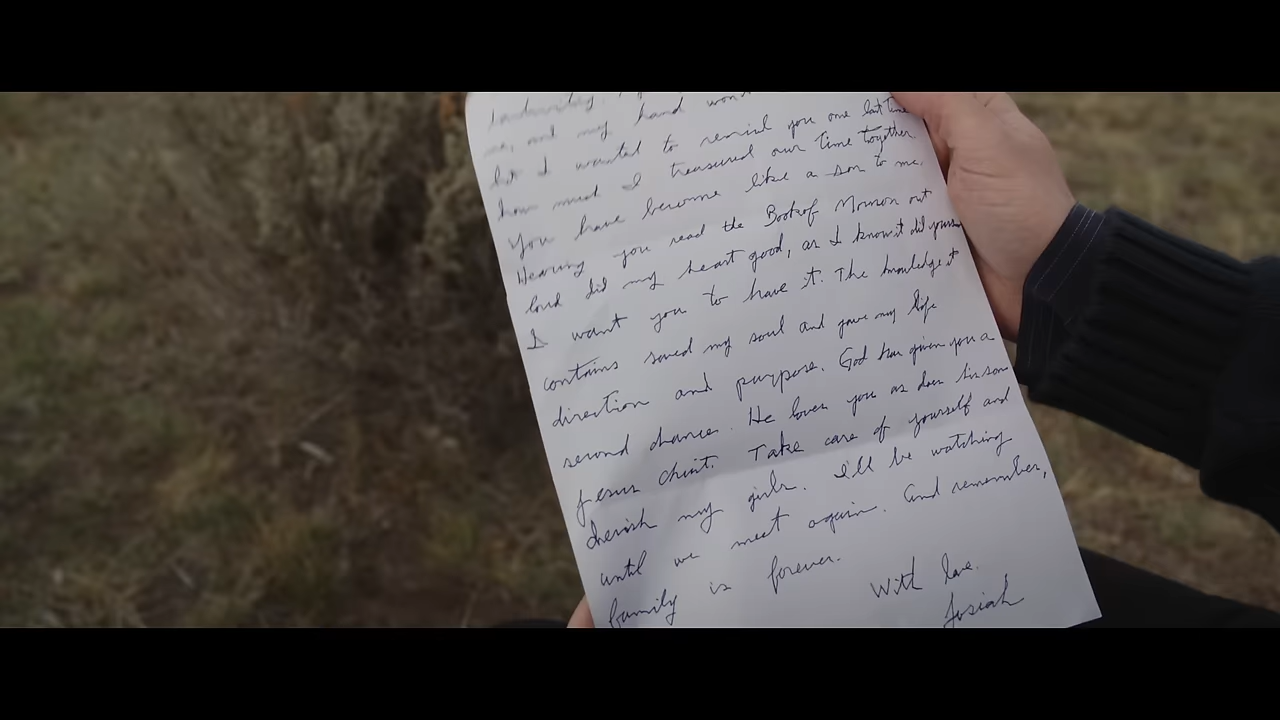 me, and my hand
but I wanted to remind you one last time
how much I treasured our time together
You have become like a son to me.
Hearing you read the Book of Mormon out
loud did my heart good, as I know it did yours
I want you to have it. The knowledge it
contains saved my soul and gave my life
direction and purpose. God has given you a
second chance. He loves you as does his son
Jesus Christ. Take care of yourself and
cherish my girls. I'll be watching
until we meet again. And remember,
family is forever.
With love.
Josiah